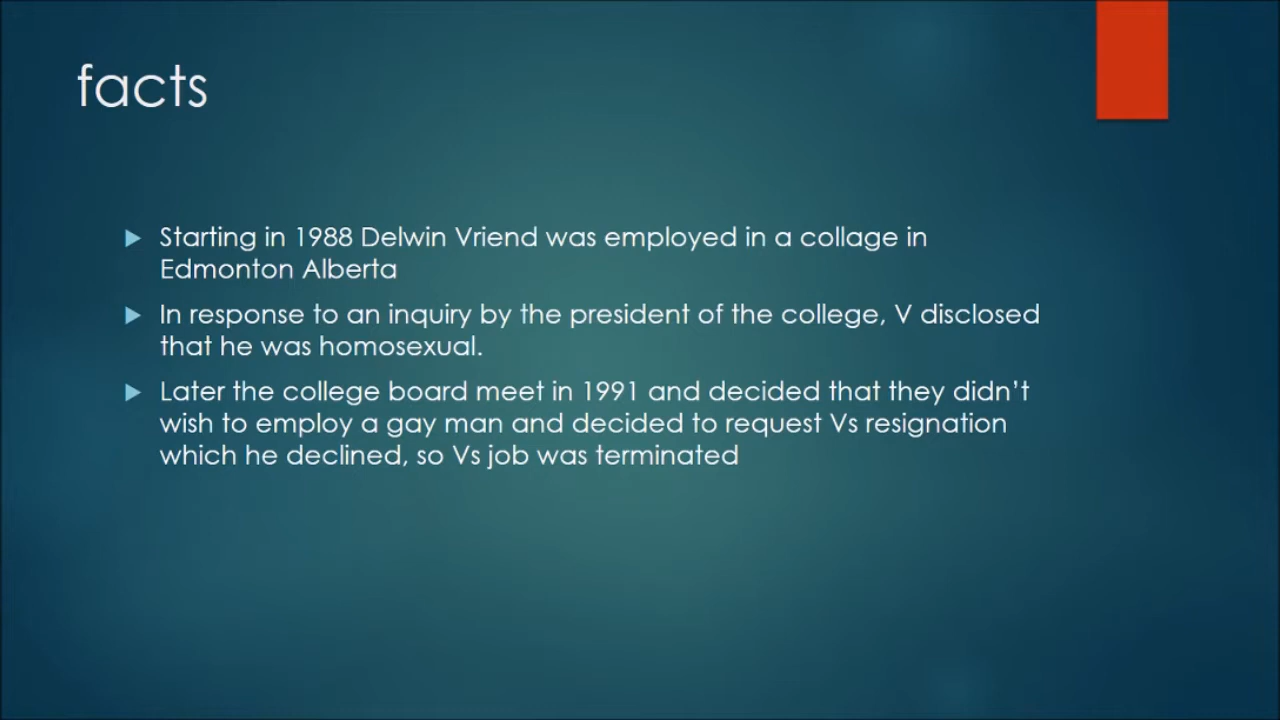 facts
Starting in 1988 Delwin Vriend was employed in a collage in
Edmonton Alberta
In response to an inquiry by the president of the college, V disclosed
that he was homosexual.
Later the college board meet in 1991 and decided that they didn’t
wish to employ a gay man and decided to request Vs resignation
which he declined, so Vs job was terminated